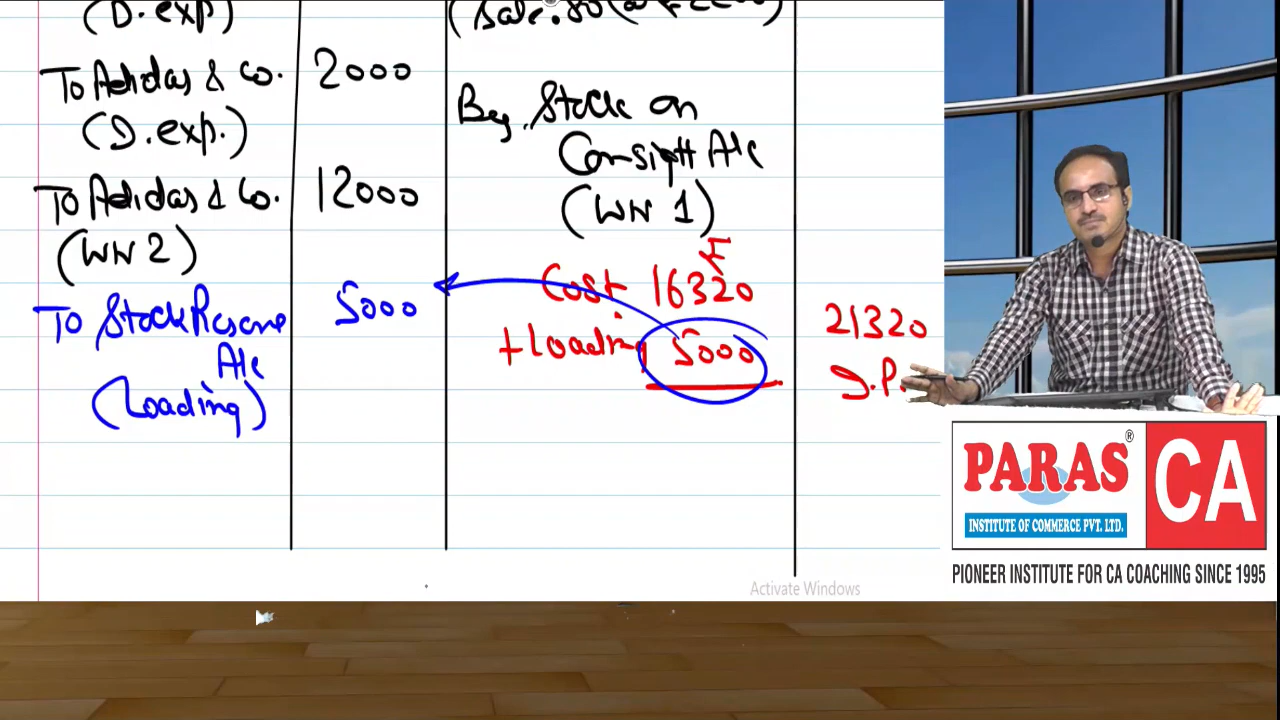 (D. exp)
To Adidas & Co. 2000
(D. exp.)
To Adidas & Co. 12000
(WN 2)
To Stock Reserve 5000
A/c
(Loading)
By Stock on
Consigtt A/c
(WN 1)
₹
Cost 16320
+Loading 5000
21320
I.P.
PARAS®
INSTITUTE OF COMMERCE PVT. LTD.
CA
PIONEER INSTITUTE FOR CA COACHING SINCE 1995
Activate Windows